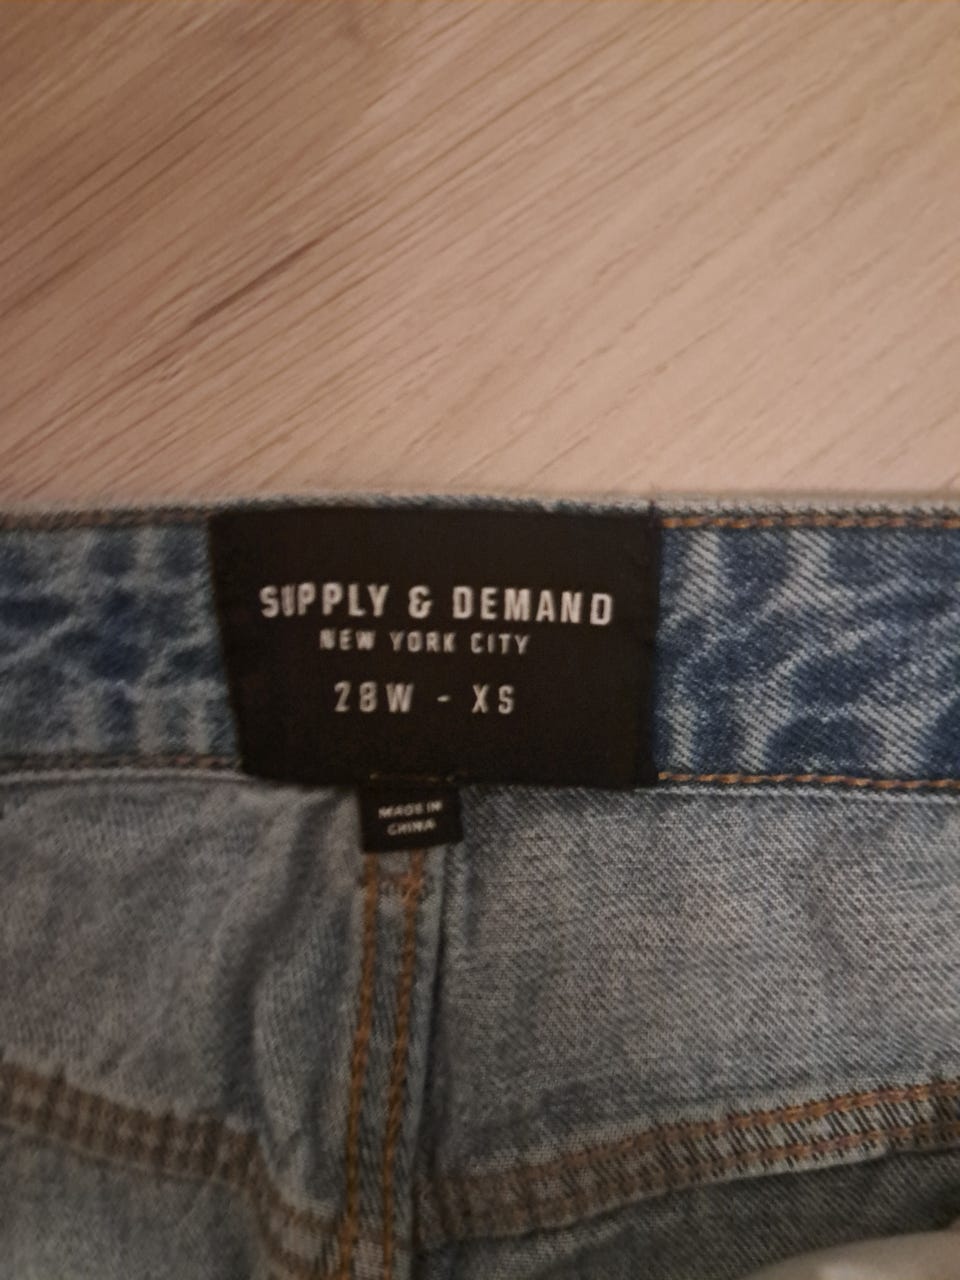 SUPPLY & DEMAND
NEW YORK CITY
28W - XS
MADE IN
CHINA